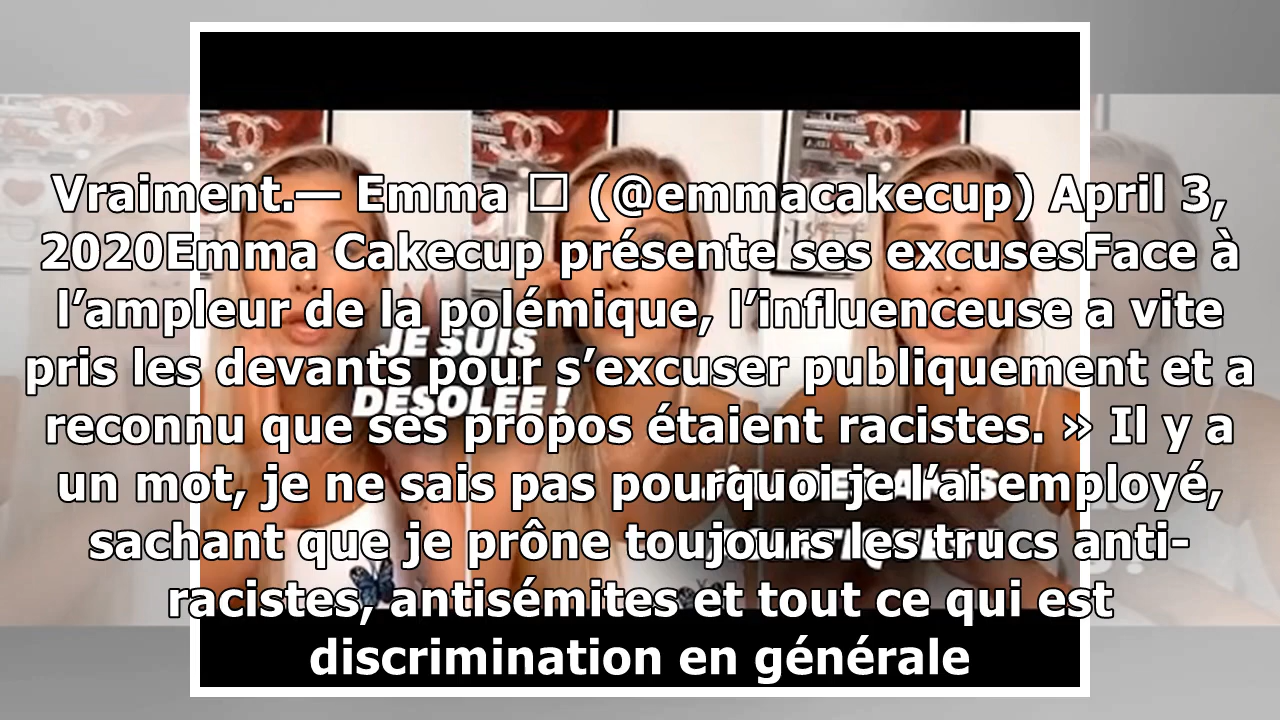 Vraiment.— Emma □ (@emmacakecup) April 3,
2020Emma Cakecup présente ses excusesFace à
l’ampleur de la polémique, l’influenceuse a vite
pris les devants pour s’excuser publiquement et a
reconnu que ses propos étaient racistes. » Il y a
un mot, je ne sais pas pourquoi je l’ai employé,
sachant que je prône toujours les trucs anti-
racistes, antisémites et tout ce qui est
discrimination en générale
JE SUIS
DÉSOLÉE !